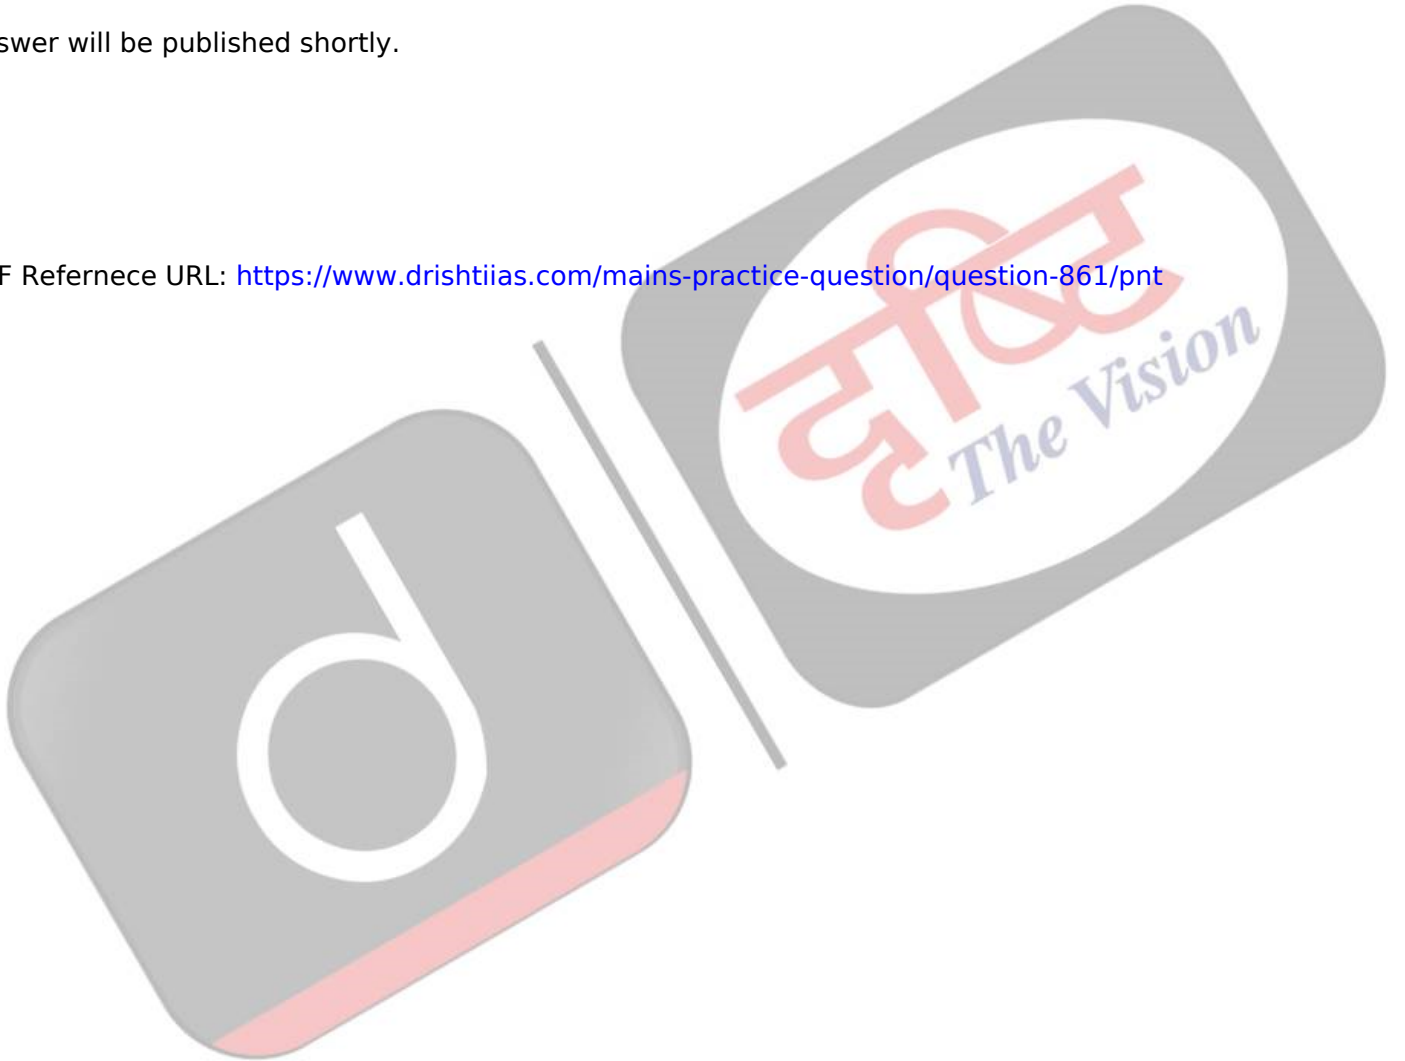 swer will be published shortly.
F Refernece URL: https://www.drishtiias.com/mains-practice-question/question-861/pnt
दृष्टि
The Vision
d